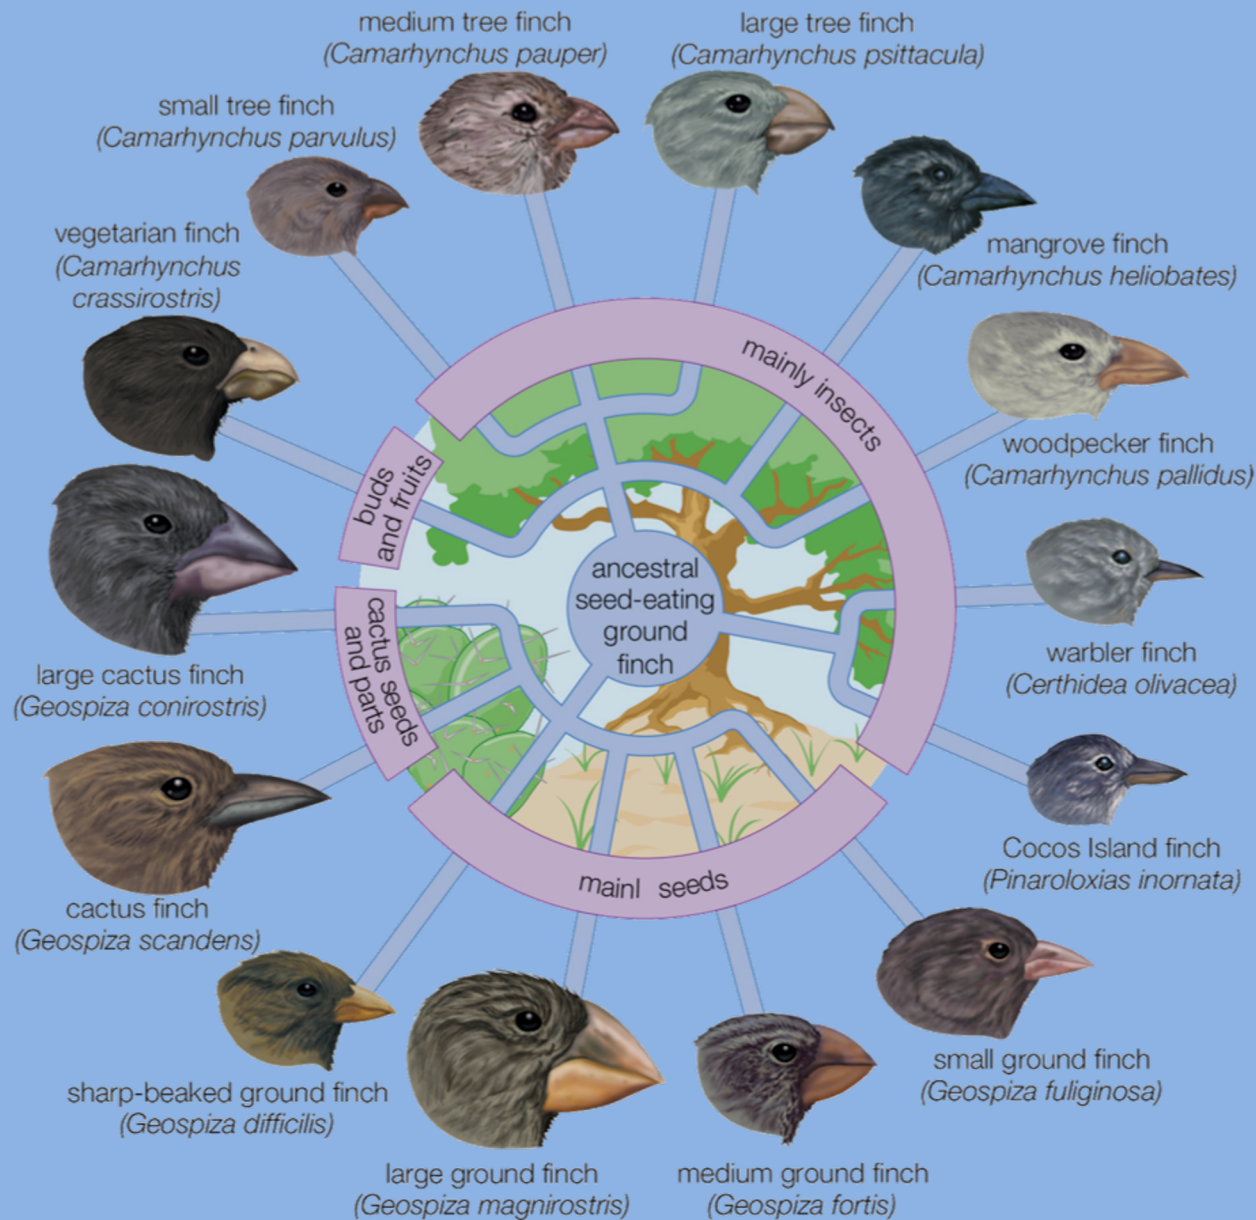 medium tree finch
(Camarhynchus pauper)
large tree finch
(Camarhynchus psittacula)
small tree finch
(Camarhynchus parvulus)
mangrove finch
(Camarhynchus heliobates)
vegetarian finch
(Camarhynchus
crassirostris)
woodpecker finch
(Camarhynchus pallidus)
mainly insects
buds
and fruits
ancestral
seed-eating
ground
finch
cactus seeds
and parts
mainl seeds
large cactus finch
(Geospiza conirostris)
warbler finch
(Certhidea olivacea)
cactus finch
(Geospiza scandens)
Cocos Island finch
(Pinaroloxias inornata)
sharp-beaked ground finch
(Geospiza difficilis)
small ground finch
(Geospiza fuliginosa)
large ground finch
(Geospiza magnirostris)
medium ground finch
(Geospiza fortis)